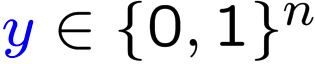 y ∈ {0, 1}ⁿ